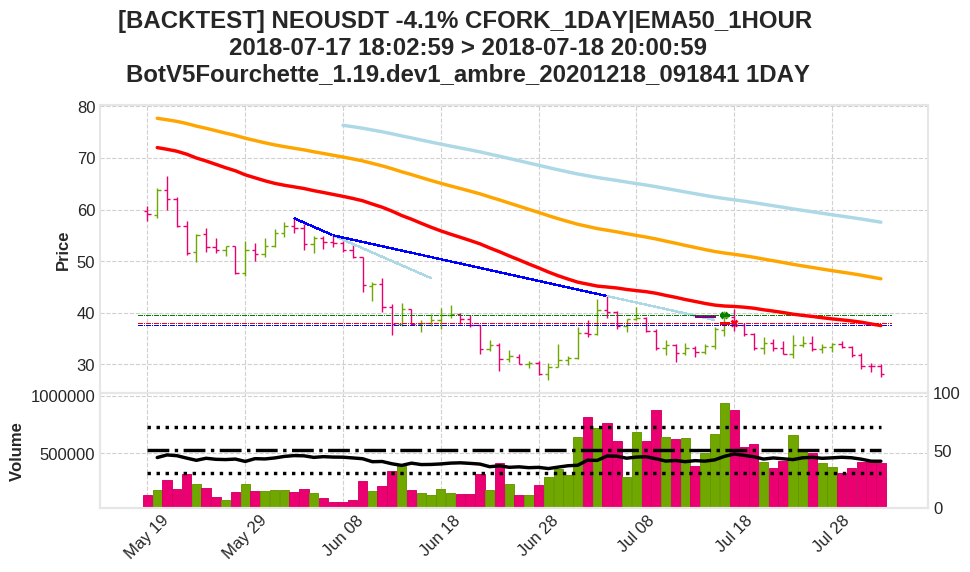 [BACKTEST] NEOUSDT -4.1% CFORK_1DAY|EMA50_1HOUR
2018-07-17 18:02:59 > 2018-07-18 20:00:59
BotV5Fourchette_1.19.dev1_ambre_20201218_091841 1DAY
80
70
60
50
40
30
Price
1000000
500000
Volume
100
50
0
May 19
May 29
Jun 08
Jun 18
Jun 28
Jul 08
Jul 18
Jul 28